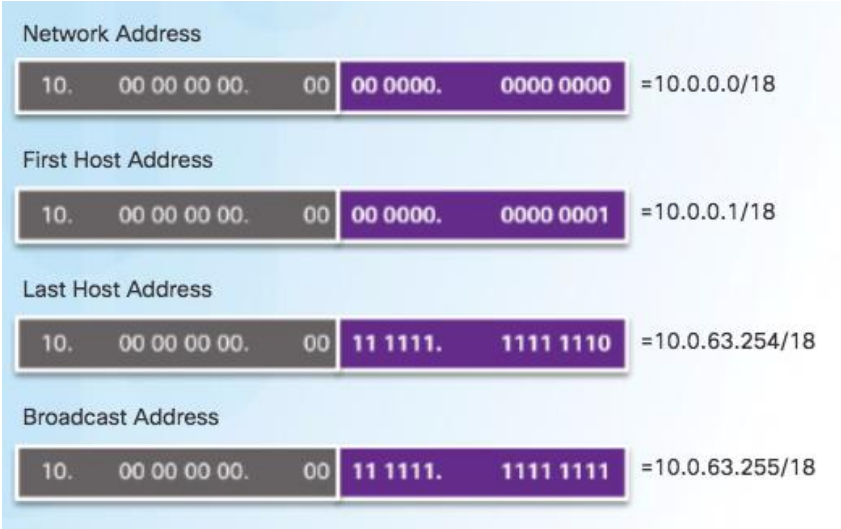 Network Address
10. 00 00 00 00. 00 00 0000. 0000 0000 =10.0.0.0/18
First Host Address
10. 00 00 00 00. 00 00 0000. 0000 0001 =10.0.0.1/18
Last Host Address
10. 00 00 00 00. 00 11 1111. 1111 1110 =10.0.63.254/18
Broadcast Address
10. 00 00 00 00. 00 11 1111. 1111 1111 =10.0.63.255/18